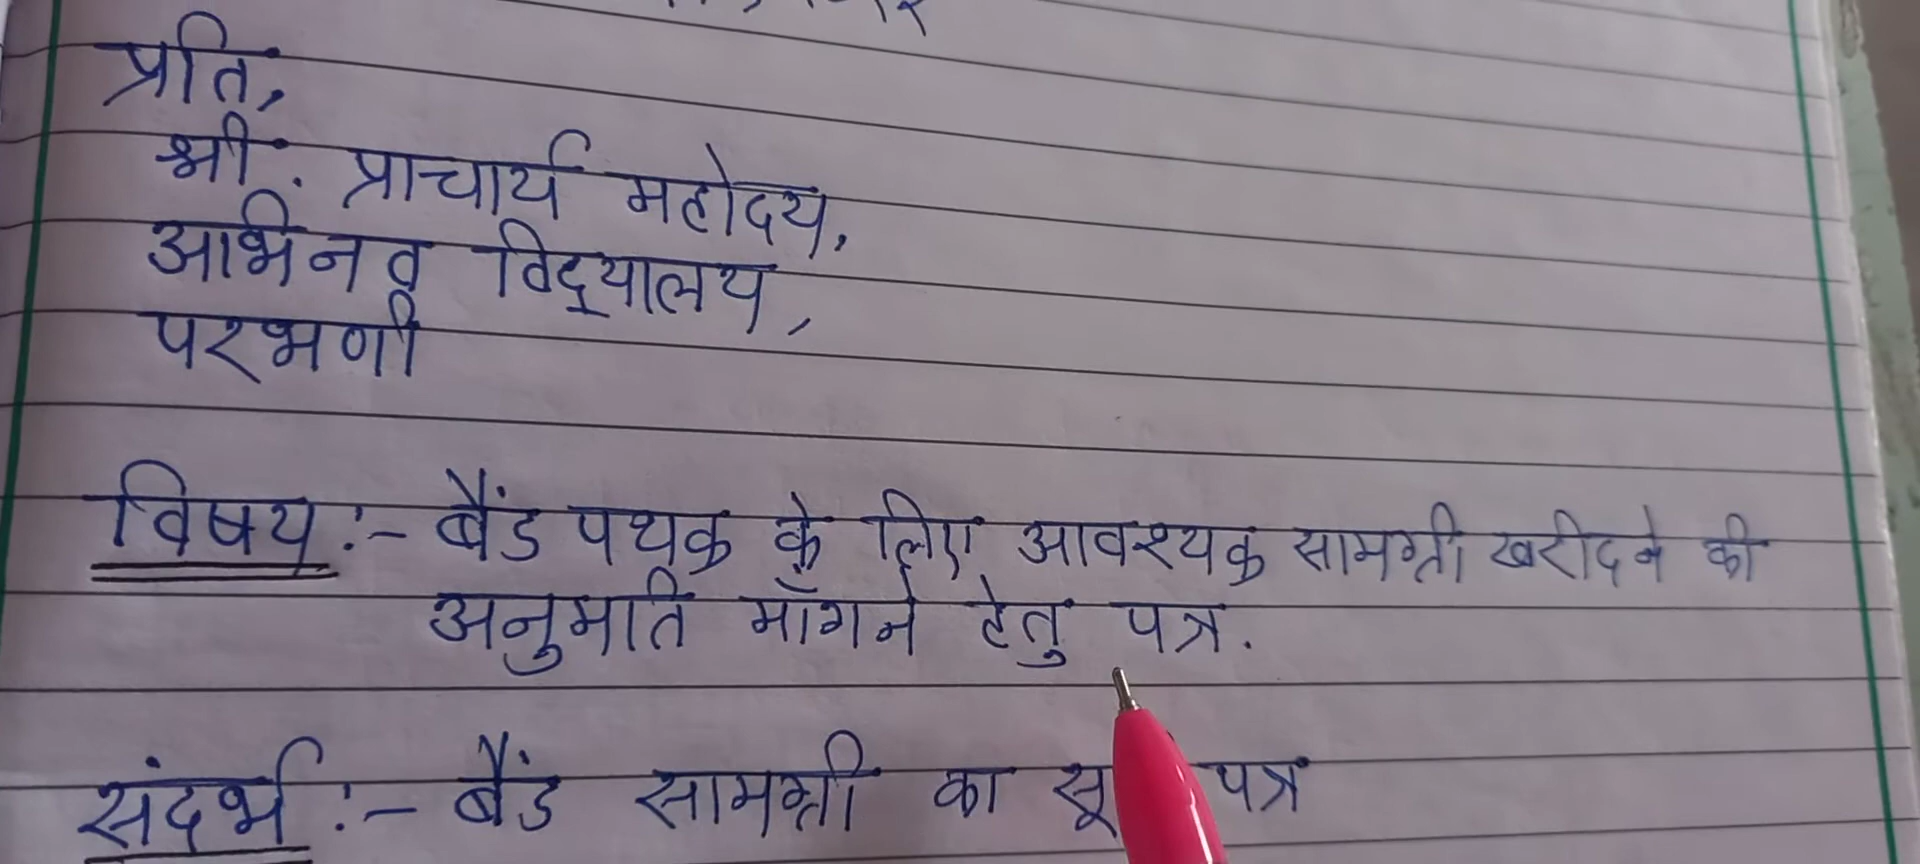 प्रति,
श्री. प्राचार्य महोदय,
अभिनव विद्यालय,
परभणी
विषय :- बैंड पथक के लिए आवश्यक सामग्री खरीदने की
अनुमति माँगने हेतु पत्र.
संदर्भ :- बैंड सामग्री का पत्र